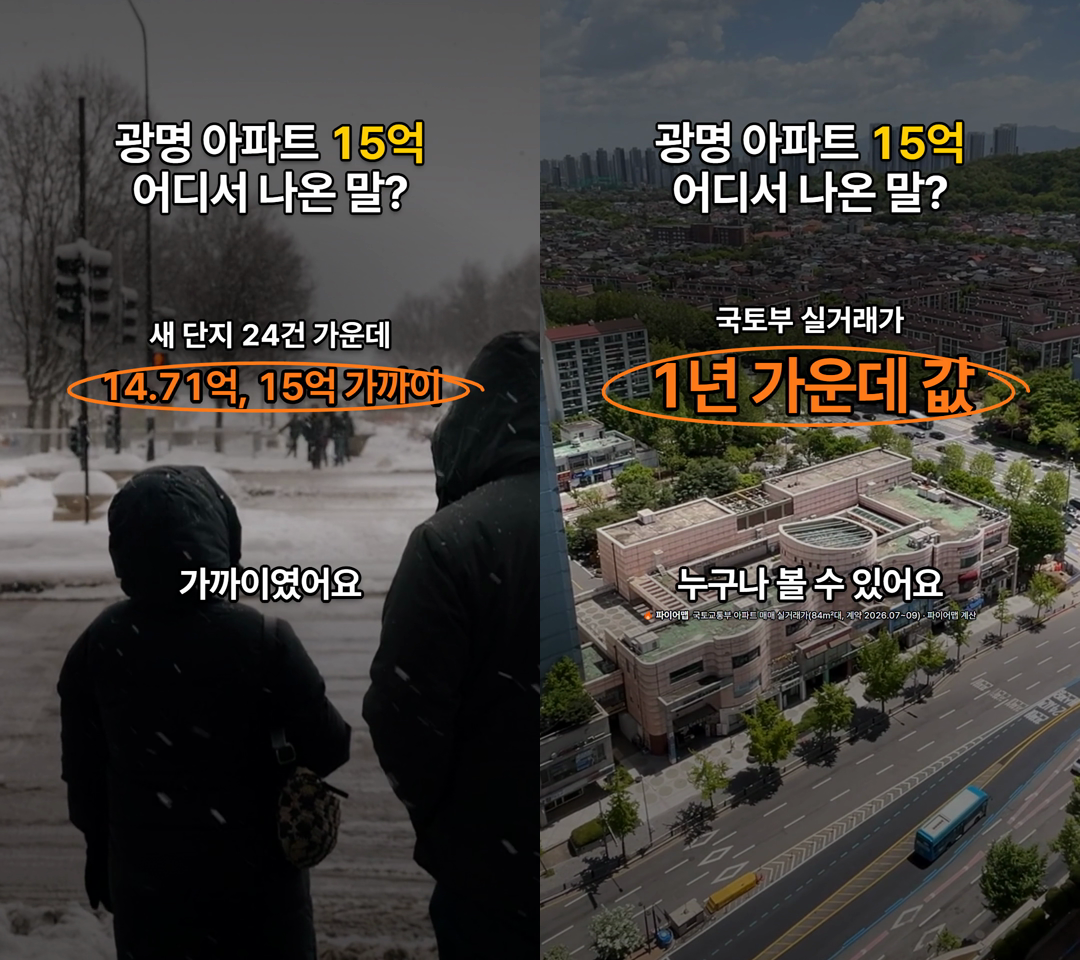 광명 아파트 15억
어디서 나온 말?
새 단지 24건 가운데
14.71억, 15억 가까이
가까이였어요
광명 아파트 15억
어디서 나온 말?
국토부 실거래가
1년 가운데 값
누구나 볼 수 있어요
파이어맵 국토교통부 아파트 매매 실거래가(84m²대, 계약 2026.07~09) · 파이어맵 계산